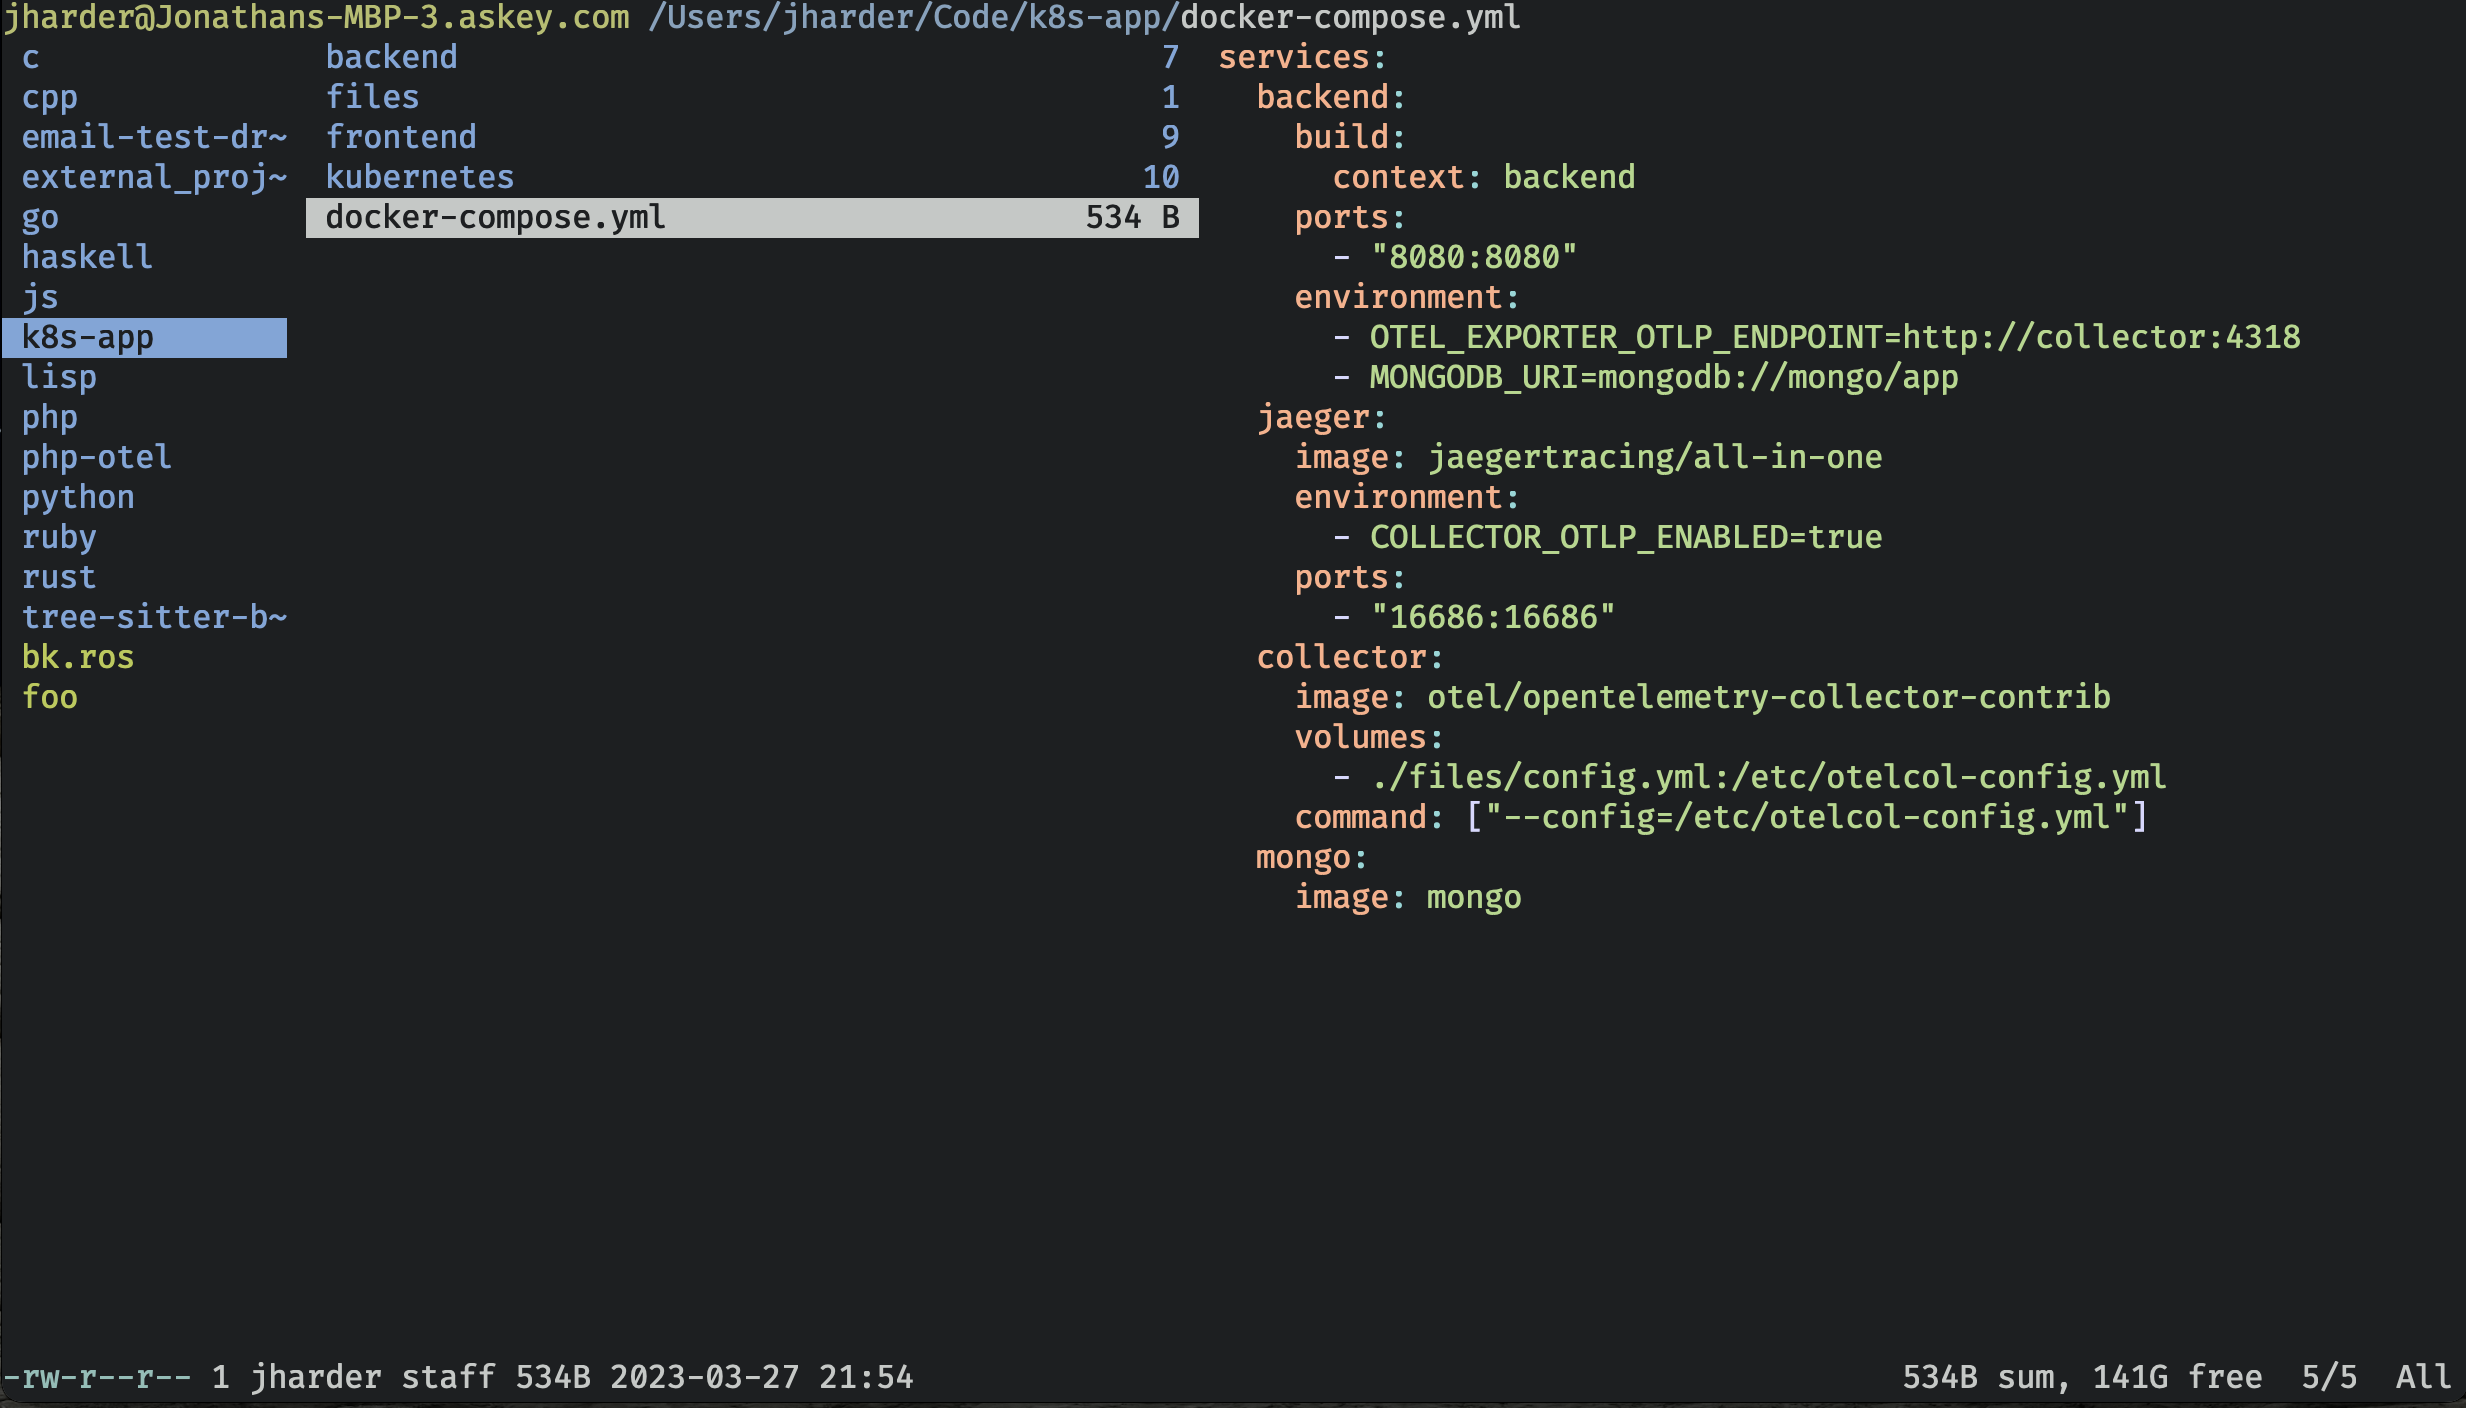 jharder@Jonathans-MBP-3.askey.com /Users/jharder/Code/k8s-app/docker-compose.yml
c
cpp
email-test-dr~
external_proj~
go
haskell
js
k8s-app
lisp
php
php-otel
python
ruby
rust
tree-sitter-b~
bk.ros
foo
backend 7
files 1
frontend 9
kubernetes 10
docker-compose.yml 534 B
services:
  backend:
    build:
      context: backend
    ports:
      - "8080:8080"
    environment:
      - OTEL_EXPORTER_OTLP_ENDPOINT=http://collector:4318
      - MONGODB_URI=mongodb://mongo/app
  jaeger:
    image: jaegertracing/all-in-one
    environment:
      - COLLECTOR_OTLP_ENABLED=true
    ports:
      - "16686:16686"
  collector:
    image: otel/opentelemetry-collector-contrib
    volumes:
      - ./files/config.yml:/etc/otelcol-config.yml
    command: ["--config=/etc/otelcol-config.yml"]
  mongo:
    image: mongo
-rw-r--r-- 1 jharder staff 534B 2023-03-27 21:54 534B sum, 141G free 5/5 All